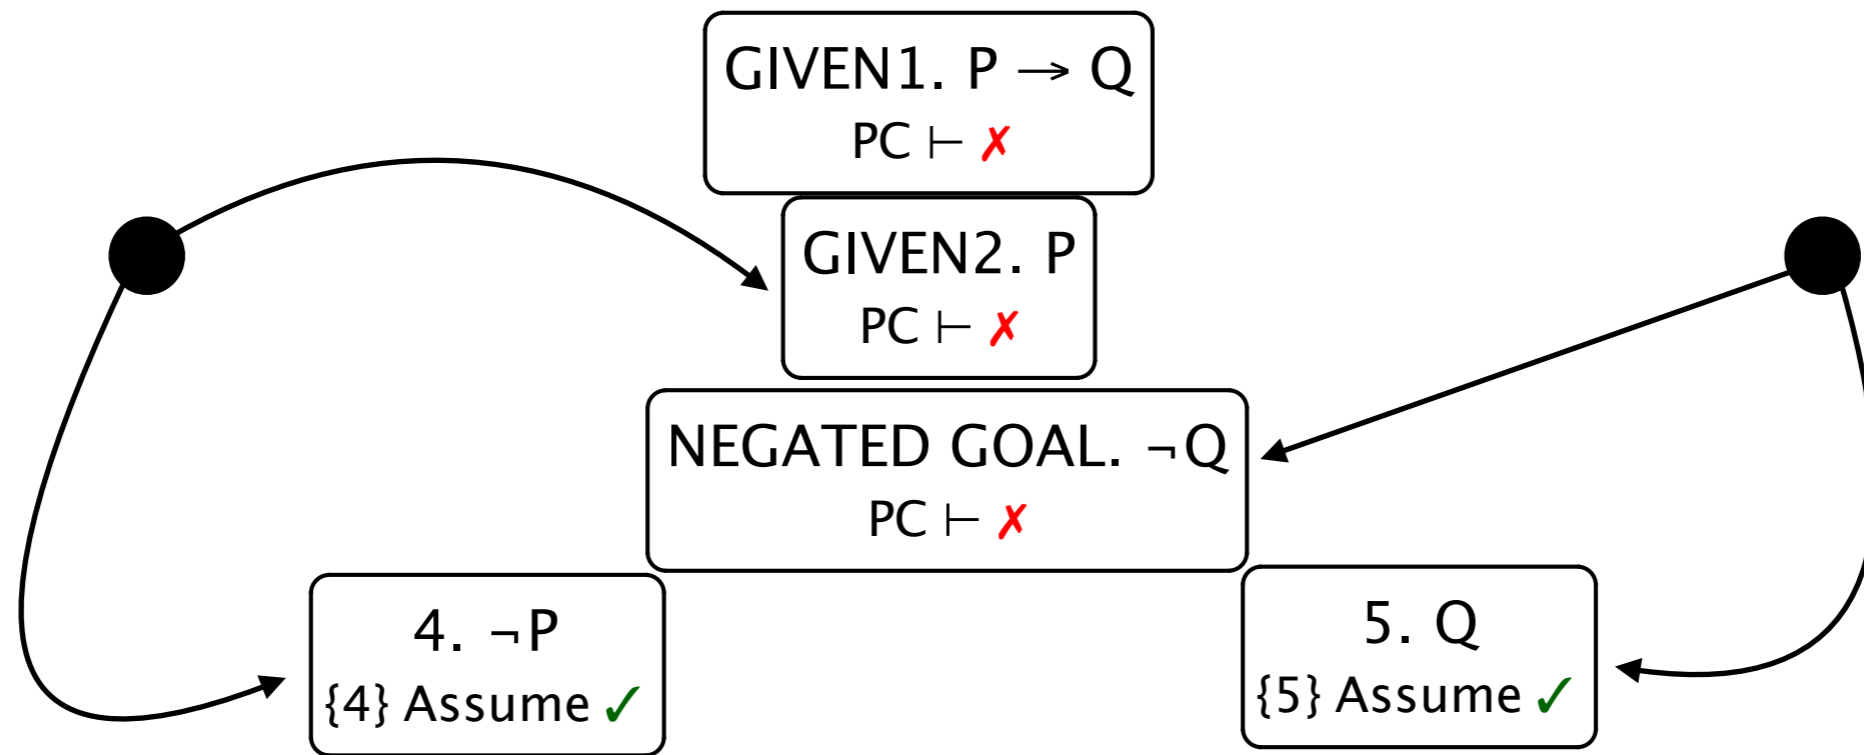 GIVEN1. P → Q
PC ⊢ ✗
GIVEN2. P
PC ⊢ ✗
NEGATED GOAL. ¬Q
PC ⊢ ✗
4. ¬P
{4} Assume ✓
5. Q
{5} Assume ✓